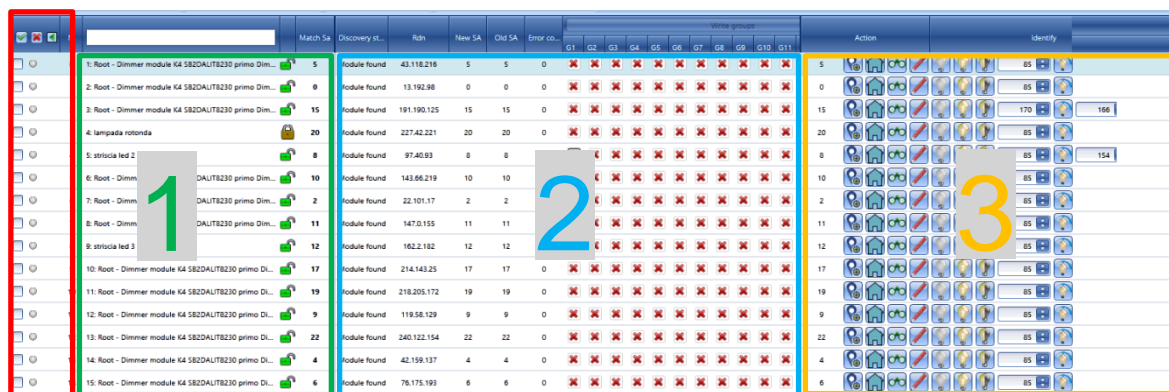 Write groups
Match Sa Discovery st... Rdn New SA Old SA Error co... Action Identify
G1 G2 G3 G4 G5 G6 G7 G8 G9 G10 G11
1: Root - Dimmer module K4 SB2DALIT8230 primo Dim... 5 Module found 43.118.216 5 5 0 5 85
2: Root - Dimmer module K4 SB2DALIT8230 primo Dim... 0 Module found 13.192.98 0 0 0 0 85
3: Root - Dimmer module K4 SB2DALIT8230 primo Dim... 15 Module found 191.190.125 15 15 0 15 170 166
4: lampada rotonda 20 Module found 227.42.221 20 20 0 20 85
5: striscia led 2 8 Module found 97.40.93 8 8 8 85 154
6: Root - Dimm DALIT8230 primo Dim... 10 Module found 143.66.219 10 10 10 85
7: Root - Dimm DALIT8230 primo Dim... 2 Module found 22.101.17 2 2 2 85
8: Root - Dimm DALIT8230 primo Dim... 11 Module found 147.0.155 11 11 11 85
9: striscia led 3 12 Module found 162.2.182 12 12 12 85
10: Root - Dimmer module K4 SB2DALIT8230 primo Di... 17 Module found 214.143.25 17 17 0 17 85
11: Root - Dimmer module K4 SB2DALIT8230 primo Di... 19 Module found 218.205.172 19 19 0 19 85
12: Root - Dimmer module K4 SB2DALIT8230 primo Di... 9 Module found 119.58.129 9 9 0 9 85
13: Root - Dimmer module K4 SB2DALIT8230 primo Di... 22 Module found 240.122.154 22 22 0 22 85
14: Root - Dimmer module K4 SB2DALIT8230 primo Di... 4 Module found 42.159.137 4 4 0 4 85
15: Root - Dimmer module K4 SB2DALIT8230 primo Di... 6 Module found 76.175.193 6 6 0 6 85
1 2 3